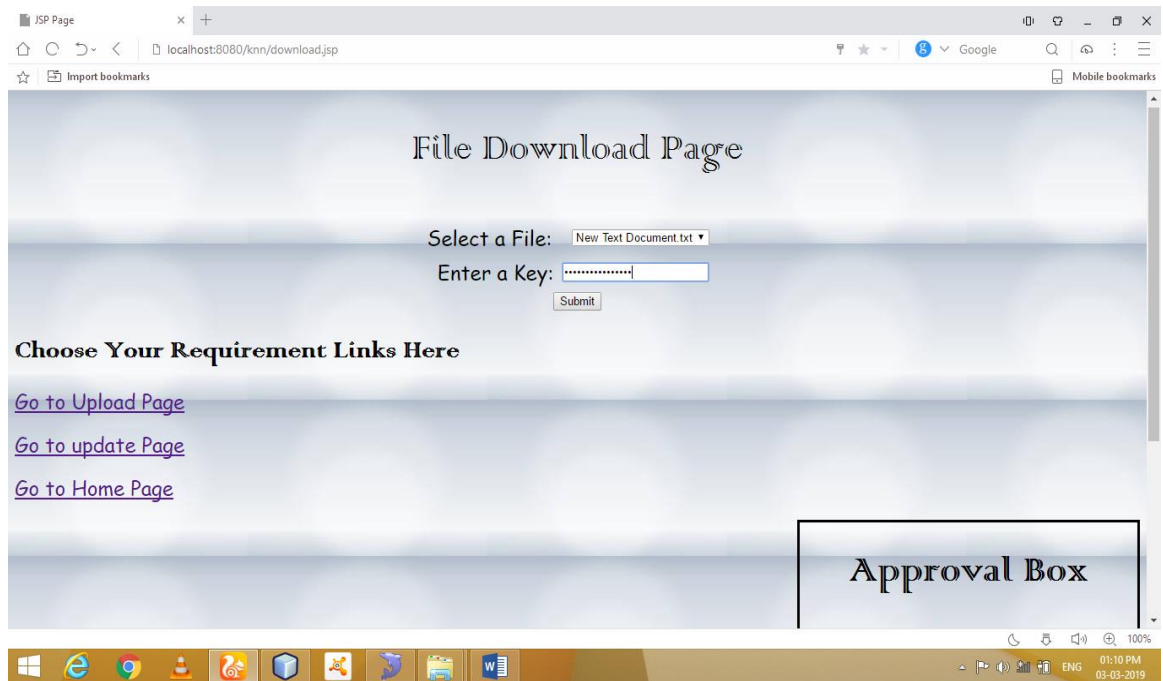 JSP Page
localhost:8080/knn/download.jsp
Google
Import bookmarks
Mobile bookmarks
File Download Page
Select a File: New Text Document.txt
Enter a Key: ••••••••••••••••
Submit
Choose Your Requirement Links Here
Go to Upload Page
Go to update Page
Go to Home Page
Approval Box
100%
ENG
01:10 PM
03-03-2019